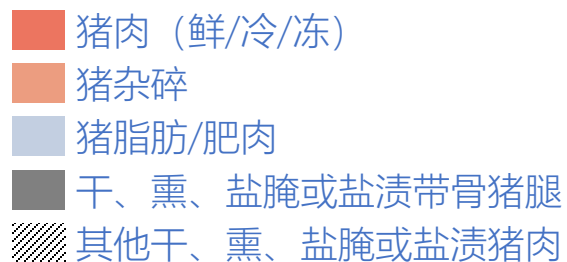 猪肉（鲜/冷/冻）
猪杂碎
猪脂肪/肥肉
干、熏、盐腌或盐渍带骨猪腿
其他干、熏、盐腌或盐渍猪肉